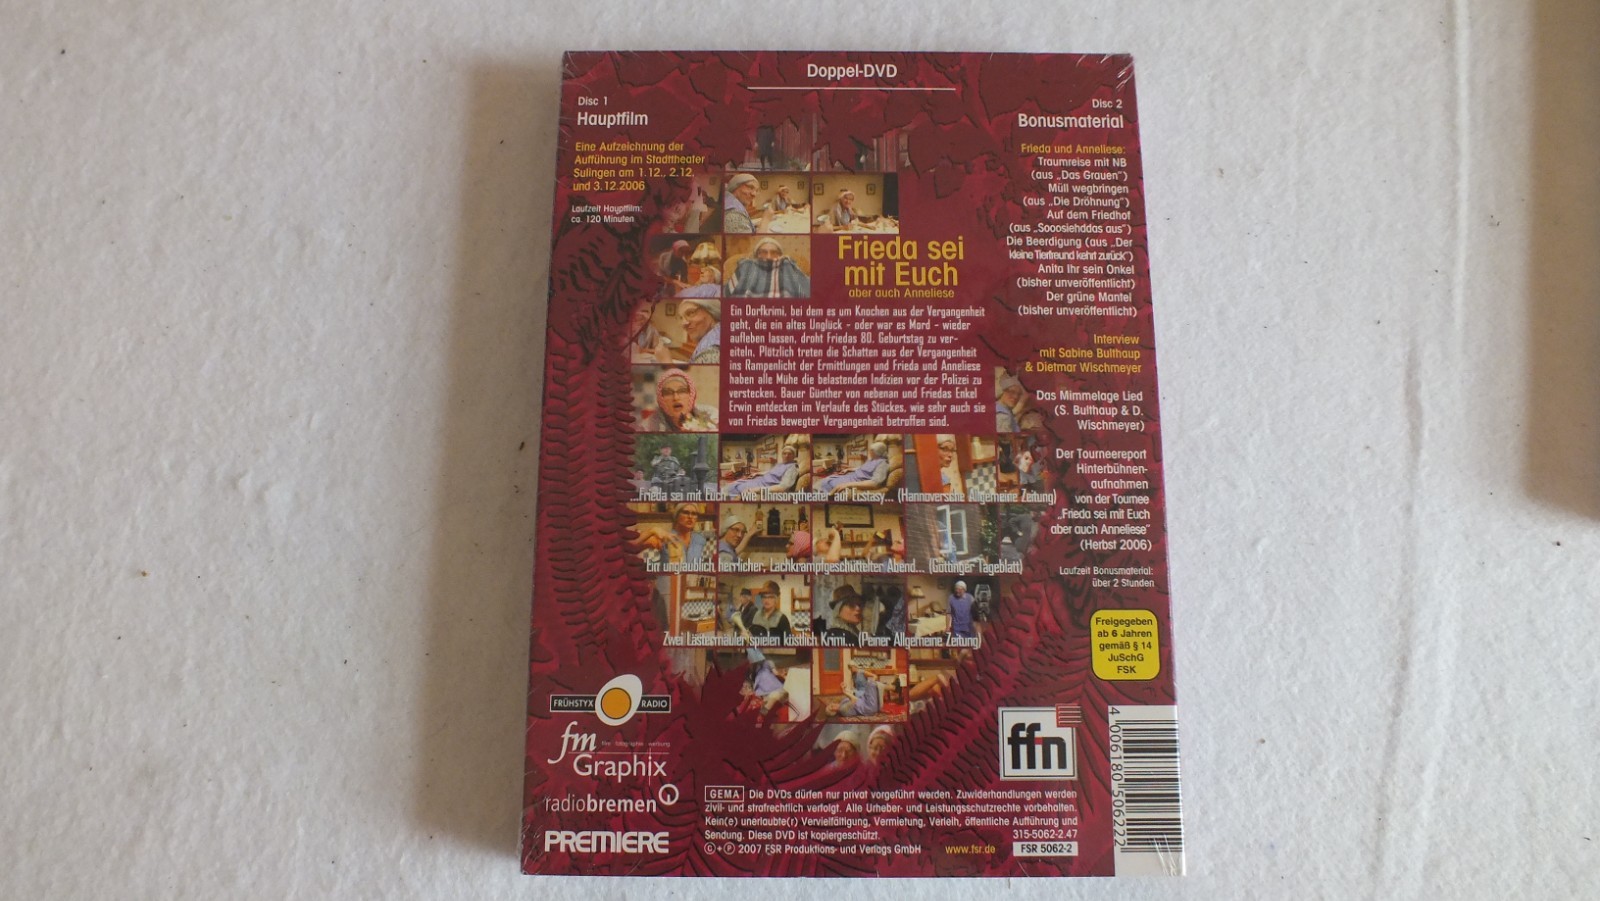 Doppel-DVD
Disc 1
Hauptfilm
Eine Aufzeichnung der
Aufführung im Stadttheater
Sulingen am 1.12., 2.12.
und 3.12.2006
Laufzeit Hauptfilm:
ca. 120 Minuten
Disc 2
Bonusmaterial
Frieda und Anneliese:
Traumreise mit NB
(aus „Das Grauen")
Müll wegbringen
(aus „Die Dröhnung")
Auf dem Friedhof
(aus „Sooosiehddas aus")
Die Beerdigung (aus „Der
kleine Tierfreund kehrt zurück")
Anita Ihr sein Onkel
(bisher unveröffentlicht)
Der grüne Mantel
(bisher unveröffentlicht)
Interview
mit Sabine Bulthaup
& Dietmar Wischmeyer
Das Mimmelage Lied
(S. Bulthaup & D.
Wischmeyer)
Der Tourneereport
Hinterbühnen-
aufnahmen
von der Tournee
„Frieda sei mit Euch
aber auch Anneliese"
(Herbst 2006)
Laufzeit Bonusmaterial:
über 2 Stunden
Frieda sei
mit Euch
aber auch Anneliese
Ein Dorfkrimi, bei dem es um Knochen aus der Vergangenheit
geht, die ein altes Unglück - oder war es Mord - wieder
aufleben lassen, droht Friedas 80. Geburtstag zu ver-
eiteln. Plötzlich treten die Schatten aus der Vergangenheit
ins Rampenlicht der Ermittlungen und Frieda und Anneliese
haben alle Mühe die belastenden Indizien vor der Polizei zu
verstecken. Bauer Günther von nebenan und Friedas Enkel
Erwin entdecken im Verlaufe des Stückes, wie sehr auch sie
von Friedas bewegter Vergangenheit betroffen sind.
...Frieda sei mit Euch - wie Ohnsorgtheater auf Ecstasy... (Hannoversche Allgemeine Zeitung)
Ein unglaublich herrlicher, Lachkrampfgeschüttelter Abend... (Göttinger Tageblatt)
Zwei Lästermäuler spielen köstlich Krimi... (Peiner Allgemeine Zeitung)
Freigegeben
ab 6 Jahren
gemäß § 14
JuSchG
FSK
FRÜHSTYX RADIO
fm
film fotographie werbung
Graphix
radiobremen
PREMIERE
ffn
GEMA Die DVDs dürfen nur privat vorgeführt werden. Zuwiderhandlungen werden
zivil- und strafrechtlich verfolgt. Alle Urheber- und Leistungsschutzrechte vorbehalten.
Kein(e) unerlaubte(r) Vervielfältigung, Vermietung, Verleih, öffentliche Aufführung und
Sendung. Diese DVD ist kopiergeschützt. 315-5062-2.47
©+℗ 2007 FSR Produktions- und Verlags GmbH www.fsr.de FSR 5062-2
4 006180 506222